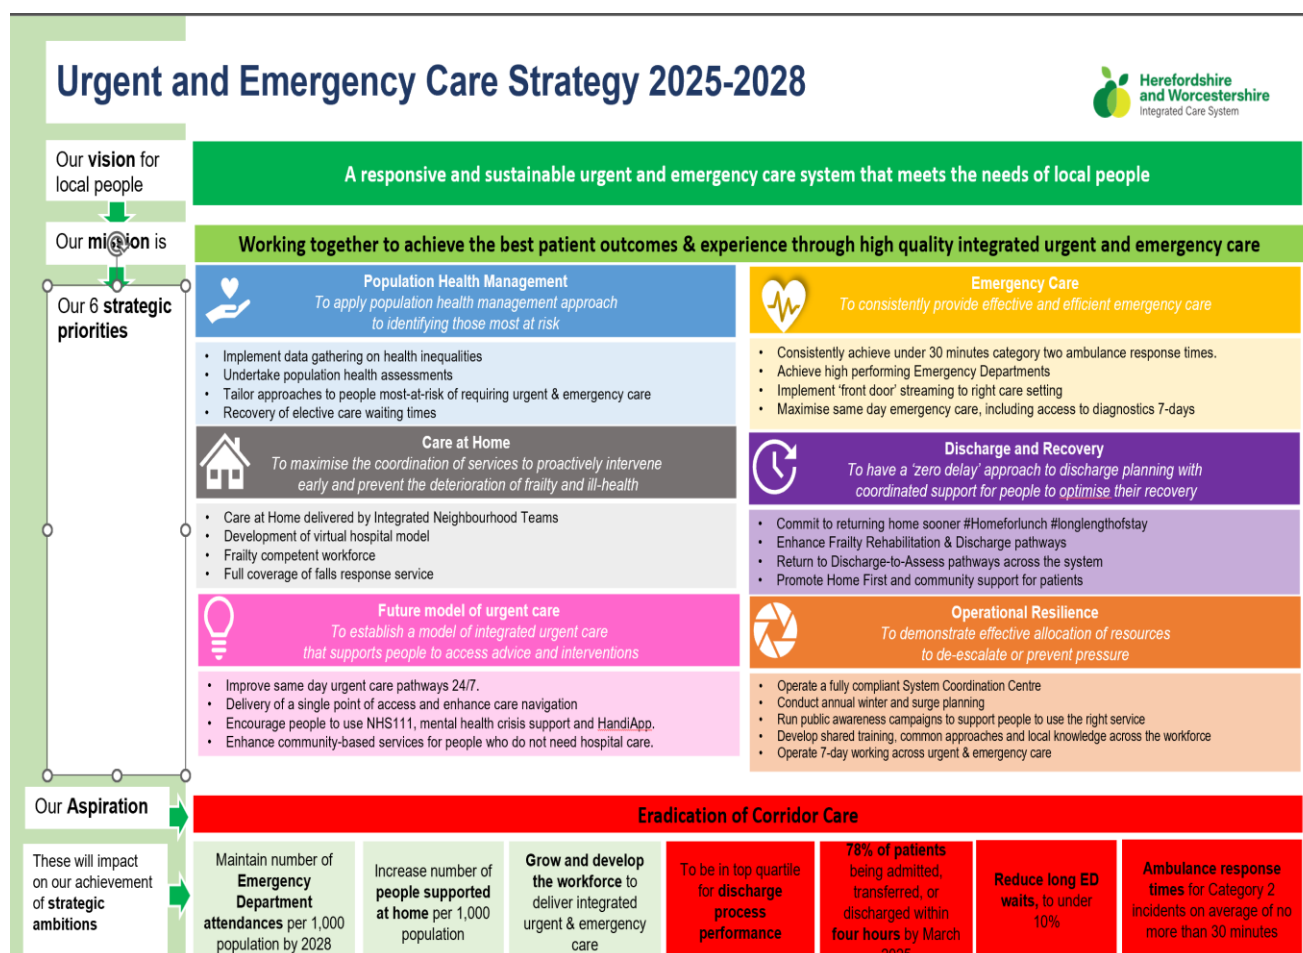 Urgent and Emergency Care Strategy 2025-2028
Herefordshire
and Worcestershire
Integrated Care System
Our vision for
local people
A responsive and sustainable urgent and emergency care system that meets the needs of local people
Our is
Working together to achieve the best patient outcomes & experience through high quality integrated urgent and emergency care
Our 6 strategic
priorities
Population Health Management
To apply population health management approach
to identifying those most at risk
• Implement data gathering on health inequalities
• Undertake population health assessments
• Tailor approaches to people most-at-risk of requiring urgent & emergency care
• Recovery of elective care waiting times
Emergency Care
To consistently provide effective and efficient emergency care
• Consistently achieve under 30 minutes category two ambulance response times.
• Achieve high performing Emergency Departments
• Implement ‘front door’ streaming to right care setting
• Maximise same day emergency care, including access to diagnostics 7-days
Care at Home
To maximise the coordination of services to proactively intervene
early and prevent the deterioration of frailty and ill-health
• Care at Home delivered by Integrated Neighbourhood Teams
• Development of virtual hospital model
• Frailty competent workforce
• Full coverage of falls response service
Discharge and Recovery
To have a ‘zero delay’ approach to discharge planning with
coordinated support for people to optimise their recovery
• Commit to returning home sooner #Homeforlunch #longlengthofstay
• Enhance Frailty Rehabilitation & Discharge pathways
• Return to Discharge-to-Assess pathways across the system
• Promote Home First and community support for patients
Future model of urgent care
To establish a model of integrated urgent care
that supports people to access advice and interventions
• Improve same day urgent care pathways 24/7.
• Delivery of a single point of access and enhance care navigation
• Encourage people to use NHS111, mental health crisis support and HandiApp.
• Enhance community-based services for people who do not need hospital care.
Operational Resilience
To demonstrate effective allocation of resources
to de-escalate or prevent pressure
• Operate a fully compliant System Coordination Centre
• Conduct annual winter and surge planning
• Run public awareness campaigns to support people to use the right service
• Develop shared training, common approaches and local knowledge across the workforce
• Operate 7-day working across urgent & emergency care
Our Aspiration
Eradication of Corridor Care
These will impact
on our achievement
of strategic
ambitions
Maintain number of
Emergency
Department
attendances per 1,000
population by 2028
Increase number of
people supported
at home per 1,000
population
Grow and develop
the workforce to
deliver integrated
urgent & emergency
care
To be in top quartile
for discharge
process
performance
78% of patients
being admitted,
transferred, or
discharged within
four hours by March
Reduce long ED
waits, to under
10%
Ambulance response
times for Category 2
incidents on average of no
more than 30 minutes